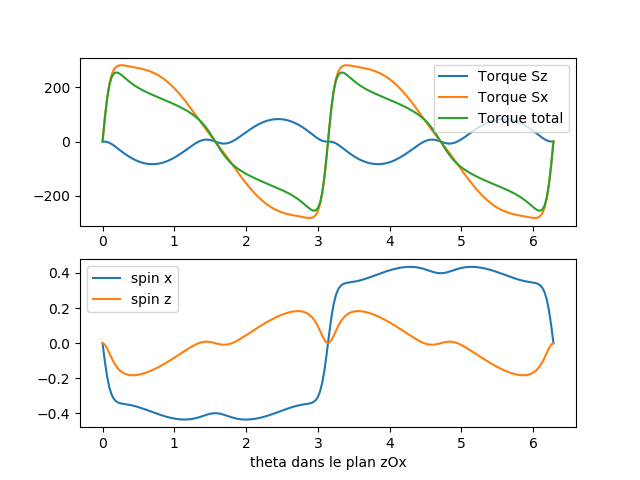 200
0
−200
Torque Sz
Torque Sx
Torque total
0 1 2 3 4 5 6
0.4
0.2
0.0
−0.2
−0.4
spin x
spin z
0 1 2 3 4 5 6
theta dans le plan zOx